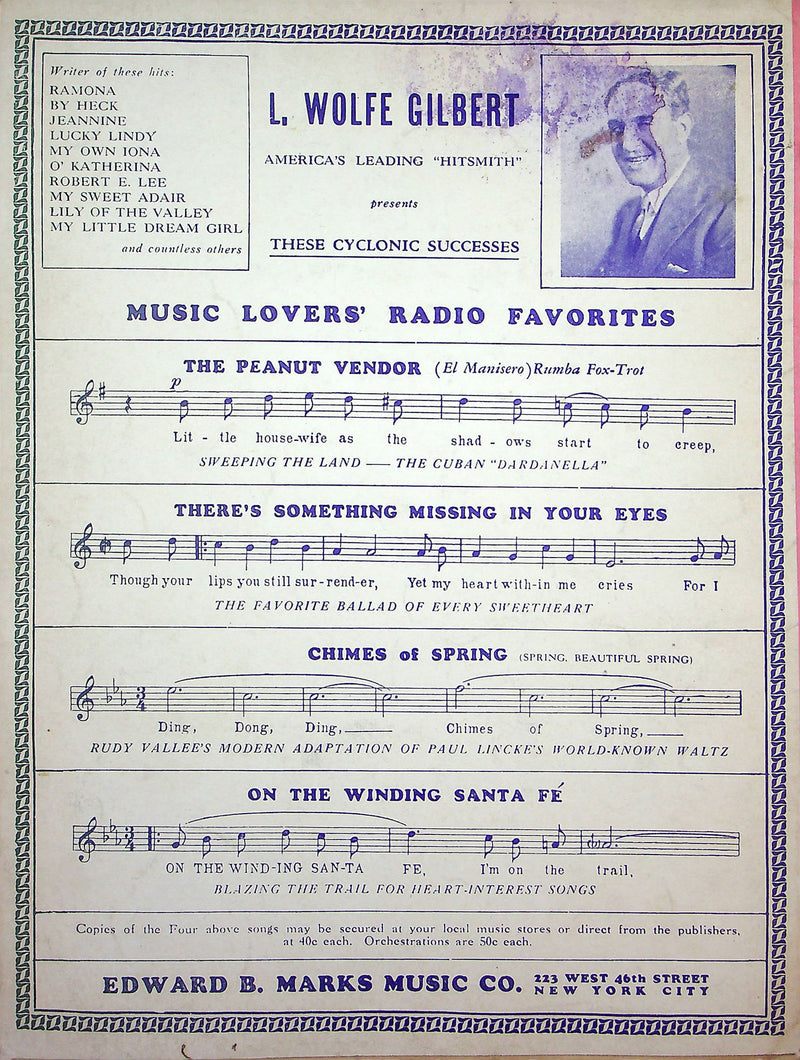 Writer of these hits:
RAMONA
BY HECK
JEANNINE
LUCKY LINDY
MY OWN IONA
O' KATHERINA
ROBERT E. LEE
MY SWEET ADAIR
LILY OF THE VALLEY
MY LITTLE DREAM GIRL
and countless others
L. WOLFE GILBERT
AMERICA'S LEADING "HITSMITH"
presents
THESE CYCLONIC SUCCESSES
MUSIC LOVERS' RADIO FAVORITES
THE PEANUT VENDOR (El Manisero) Rumba Fox-Trot
p
Lit - tle house-wife as the shad - ows start to creep,
SWEEPING THE LAND — THE CUBAN "DARDANELLA"
THERE'S SOMETHING MISSING IN YOUR EYES
Though your lips you still sur-rend-er, Yet my heart with-in me cries For I
THE FAVORITE BALLAD OF EVERY SWEETHEART
CHIMES of SPRING (SPRING, BEAUTIFUL SPRING)
3
4
Ding, Dong, Ding, Chimes of Spring,
RUDY VALLEE'S MODERN ADAPTATION OF PAUL LINCKE'S WORLD-KNOWN WALTZ
ON THE WINDING SANTA FÉ
3
4
ON THE WIND-ING SAN-TA FE, I'm on the trail,
BLAZING THE TRAIL FOR HEART-INTEREST SONGS
Copies of the Four above songs may be secured at your local music stores or direct from the publishers,
at 40c each. Orchestrations are 50c each.
EDWARD B. MARKS MUSIC CO. 223 WEST 46th STREET
NEW YORK CITY